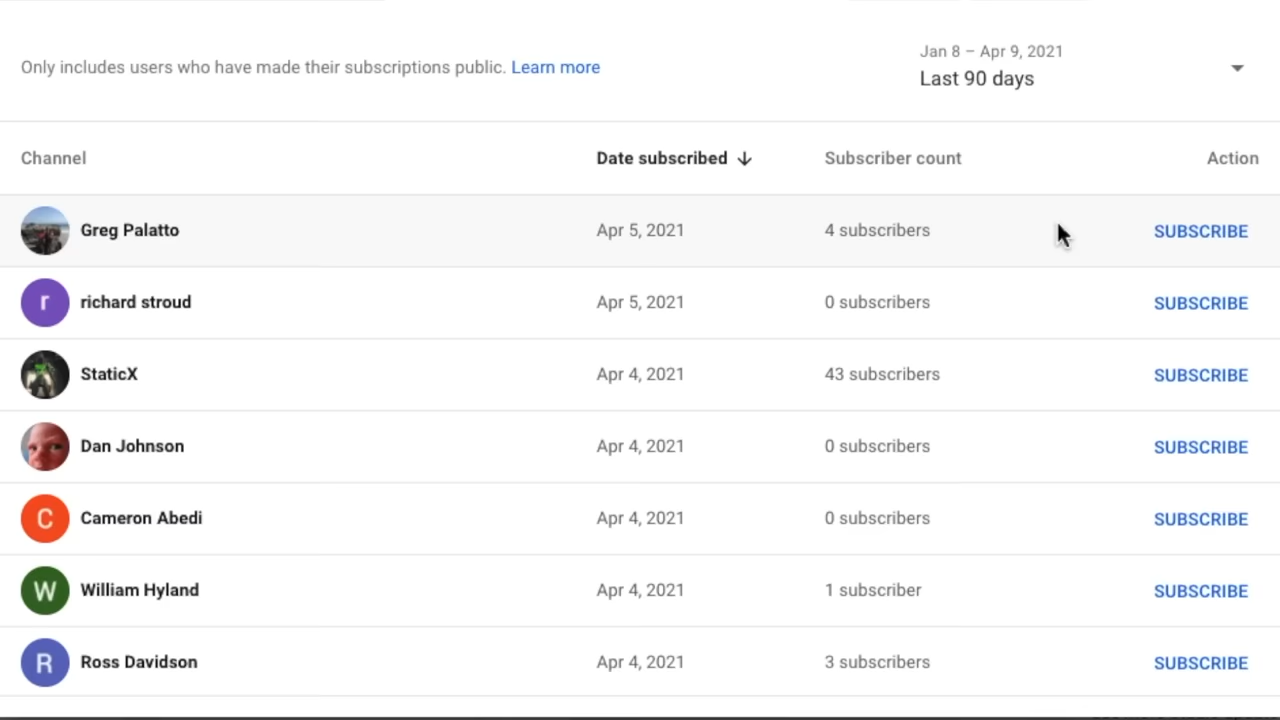 Only includes users who have made their subscriptions public. Learn more
Jan 8 – Apr 9, 2021
Last 90 days
Channel Date subscribed Subscriber count Action
Greg Palatto Apr 5, 2021 4 subscribers SUBSCRIBE
r richard stroud Apr 5, 2021 0 subscribers SUBSCRIBE
StaticX Apr 4, 2021 43 subscribers SUBSCRIBE
Dan Johnson Apr 4, 2021 0 subscribers SUBSCRIBE
C Cameron Abedi Apr 4, 2021 0 subscribers SUBSCRIBE
W William Hyland Apr 4, 2021 1 subscriber SUBSCRIBE
R Ross Davidson Apr 4, 2021 3 subscribers SUBSCRIBE